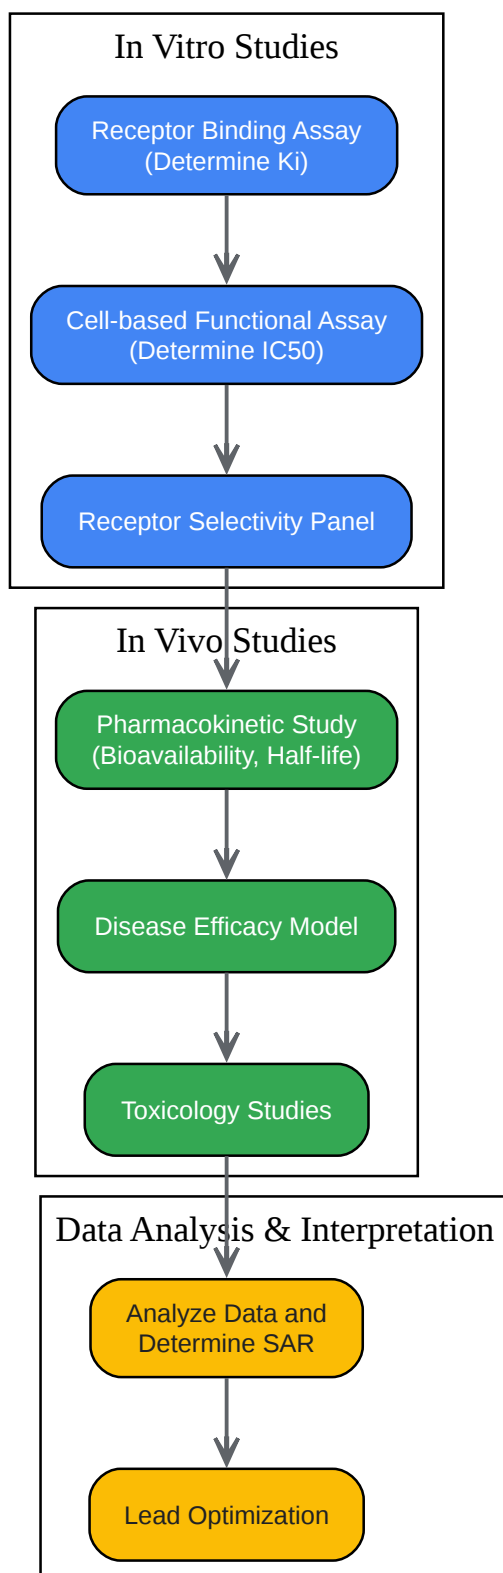 In Vitro Studies
Receptor Binding Assay
(Determine Ki)
Cell-based Functional Assay
(Determine IC50)
Receptor Selectivity Panel
In Vivo Studies
Pharmacokinetic Study
(Bioavailability, Half-life)
Disease Efficacy Model
Toxicology Studies
Data Analysis & Interpretation
Analyze Data and
Determine SAR
Lead Optimization